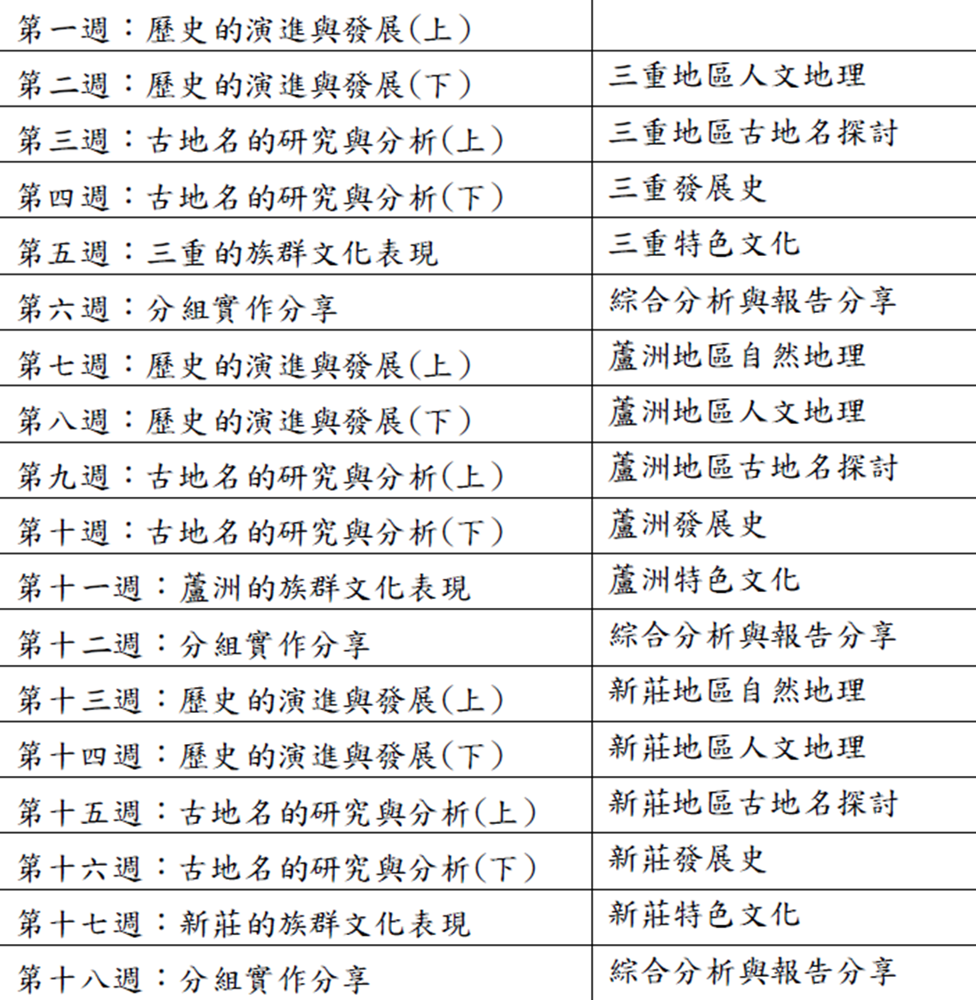 第一週：歷史的演進與發展(上)
第二週：歷史的演進與發展(下) 三重地區人文地理
第三週：古地名的研究與分析(上) 三重地區古地名探討
第四週：古地名的研究與分析(下) 三重發展史
第五週：三重的族群文化表現 三重特色文化
第六週：分組實作分享 綜合分析與報告分享
第七週：歷史的演進與發展(上) 蘆洲地區自然地理
第八週：歷史的演進與發展(下) 蘆洲地區人文地理
第九週：古地名的研究與分析(上) 蘆洲地區古地名探討
第十週：古地名的研究與分析(下) 蘆洲發展史
第十一週：蘆洲的族群文化表現 蘆洲特色文化
第十二週：分組實作分享 綜合分析與報告分享
第十三週：歷史的演進與發展(上) 新莊地區自然地理
第十四週：歷史的演進與發展(下) 新莊地區人文地理
第十五週：古地名的研究與分析(上) 新莊地區古地名探討
第十六週：古地名的研究與分析(下) 新莊發展史
第十七週：新莊的族群文化表現 新莊特色文化
第十八週：分組實作分享 綜合分析與報告分享